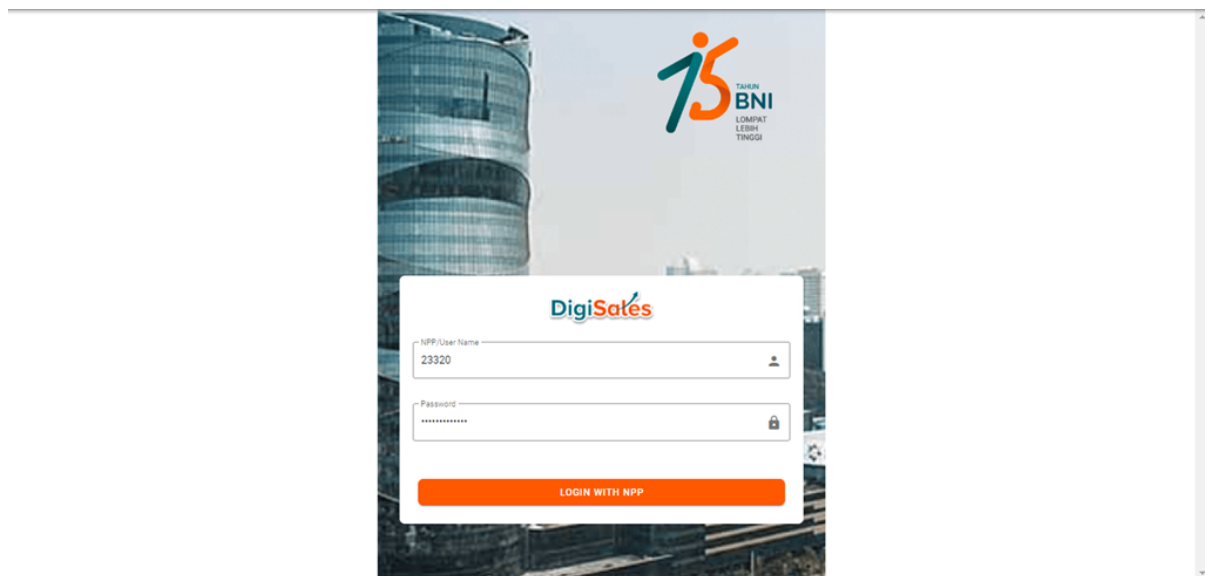 75
TAHUN
BNI
LOMPAT
LEBIH
TINGGI
DigiSales
NPP/User Name
23320
Password
•••••••••••••
LOGIN WITH NPP